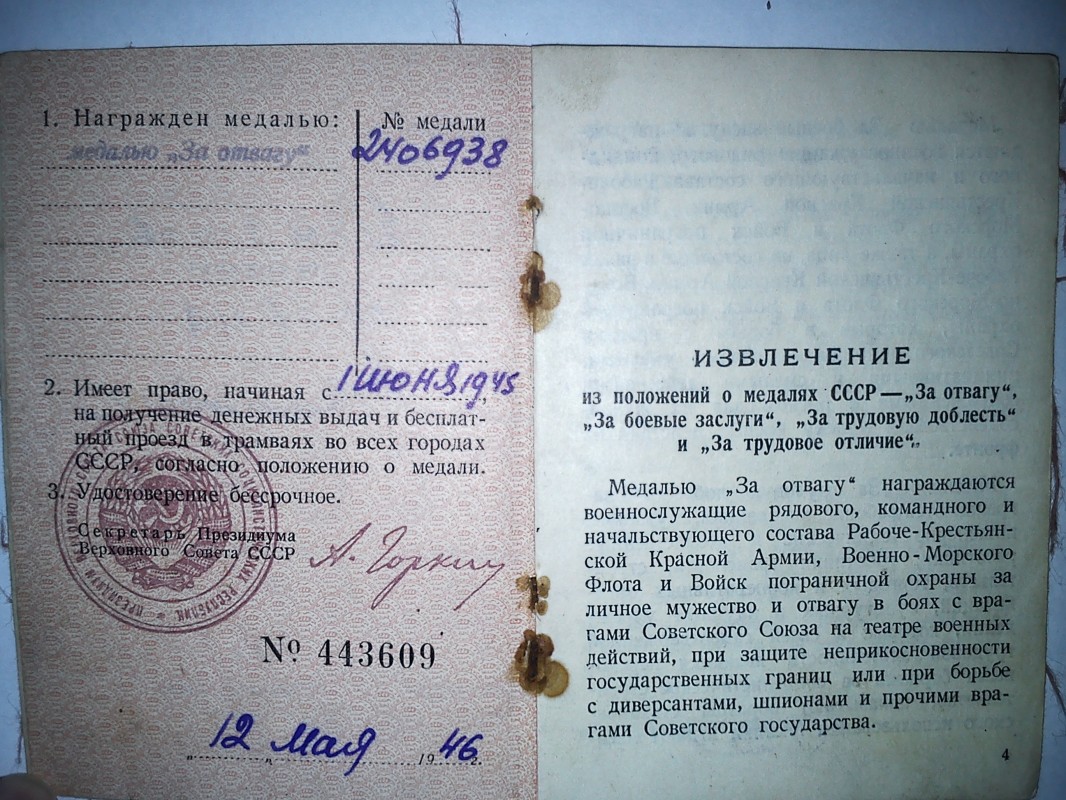 1. Награжден медалью:
№ медали
медалью „За отвагу"
2406938
2. Имеет право, начиная с 1 июня 1945,
на получение денежных выдач и бесплат-
ный проезд в трамваях во всех городах
СССР, согласно положению о медали.
3. Удостоверение бессрочное.
Секретарь Президиума
Верховного Совета СССР
А. Горкин
№ 443609
„12" Мая 1946 г.
ИЗВЛЕЧЕНИЕ
из положений о медалях СССР—„За отвагу",
„За боевые заслуги", „За трудовую доблесть"
и „За трудовое отличие".
Медалью „За отвагу" награждаются
военнослужащие рядового, командного и
начальствующего состава Рабоче-Крестьян-
ской Красной Армии, Военно-Морского
Флота и Войск пограничной охраны за
личное мужество и отвагу в боях с вра-
гами Советского Союза на театре военных
действий, при защите неприкосновенности
государственных границ или при борьбе
с диверсантами, шпионами и прочими вра-
гами Советского государства.
4